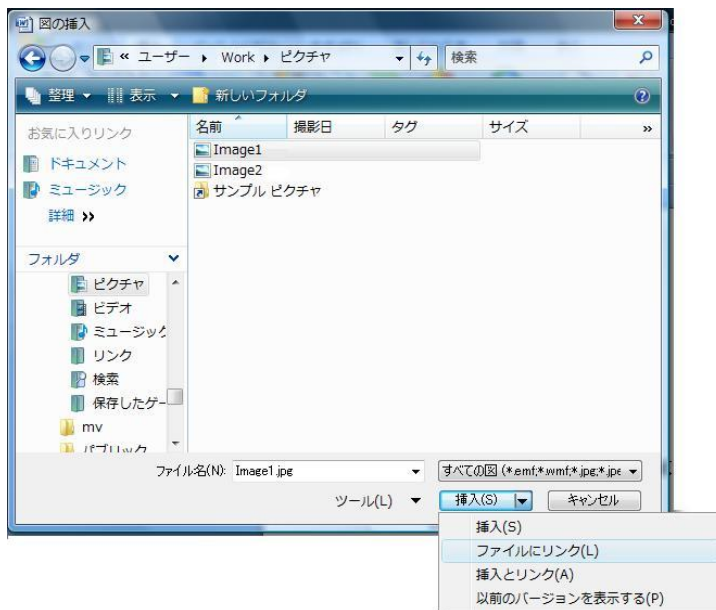 図の挿入
« ユーザー ▸ Work ▸ ピクチャ
検索
整理 表示 新しいフォルダ
お気に入りリンク
ドキュメント
ミュージック
詳細 »
名前 撮影日 タグ サイズ »
Image1
Image2
サンプル ピクチャ
フォルダ
ピクチャ
ビデオ
ミュージック
リンク
検索
保存したゲー
mv
パブリック
ファイル名(N): Image1.jpg
すべての図 (*.emf;*.wmf;*.jpg;*.jpe
ツール(L) 挿入(S) キャンセル
挿入(S)
ファイルにリンク(L)
挿入とリンク(A)
以前のバージョンを表示する(P)